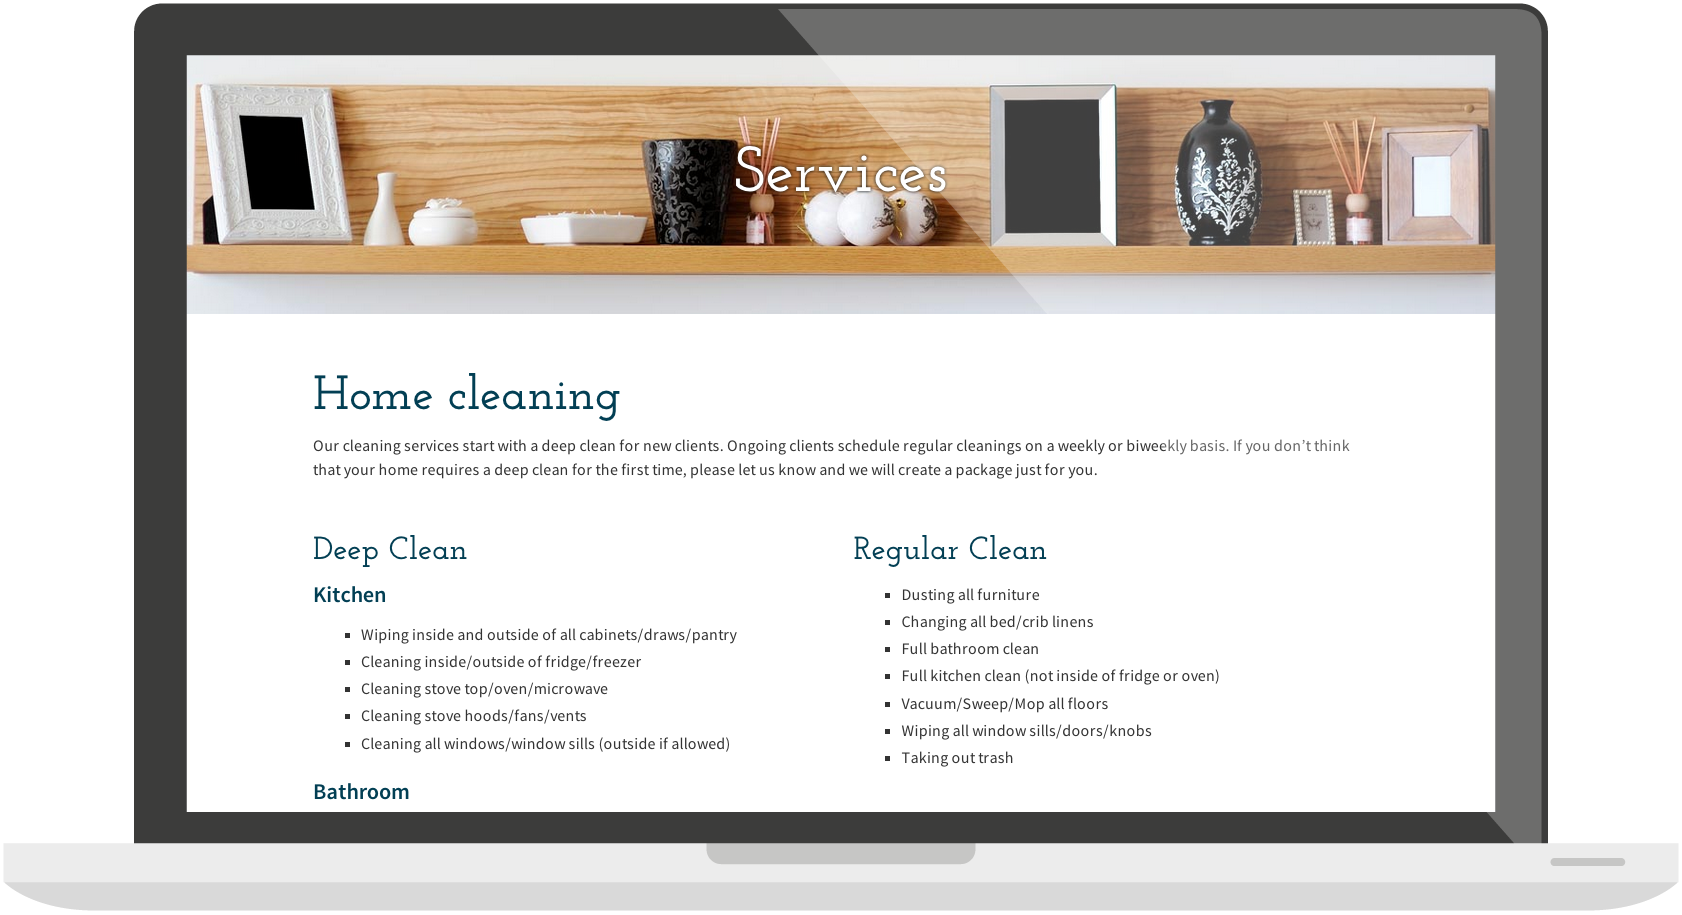 Services
Home cleaning
Our cleaning services start with a deep clean for new clients. Ongoing clients schedule regular cleanings on a weekly or biweekly basis. If you don’t think
that your home requires a deep clean for the first time, please let us know and we will create a package just for you.
Deep Clean
Kitchen
Wiping inside and outside of all cabinets/draws/pantry
Cleaning inside/outside of fridge/freezer
Cleaning stove top/oven/microwave
Cleaning stove hoods/fans/vents
Cleaning all windows/window sills (outside if allowed)
Bathroom
Regular Clean
Dusting all furniture
Changing all bed/crib linens
Full bathroom clean
Full kitchen clean (not inside of fridge or oven)
Vacuum/Sweep/Mop all floors
Wiping all window sills/doors/knobs
Taking out trash